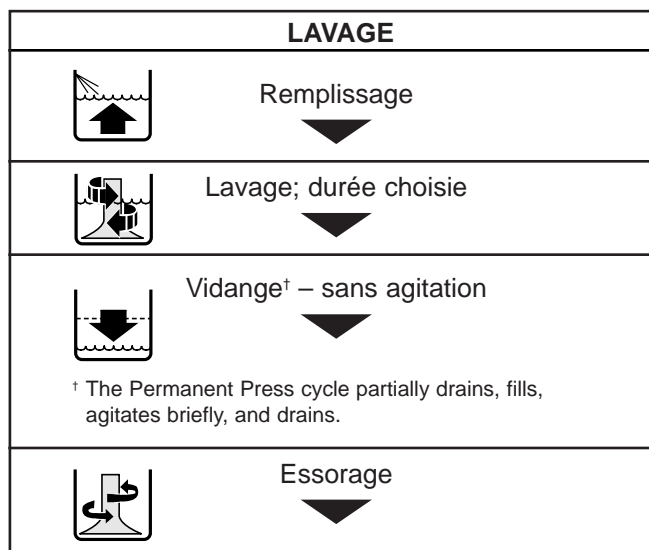 LAVAGE
Remplissage
Lavage; durée choisie
Vidange† – sans agitation
† The Permanent Press cycle partially drains, fills,
agitates briefly, and drains.
Essorage